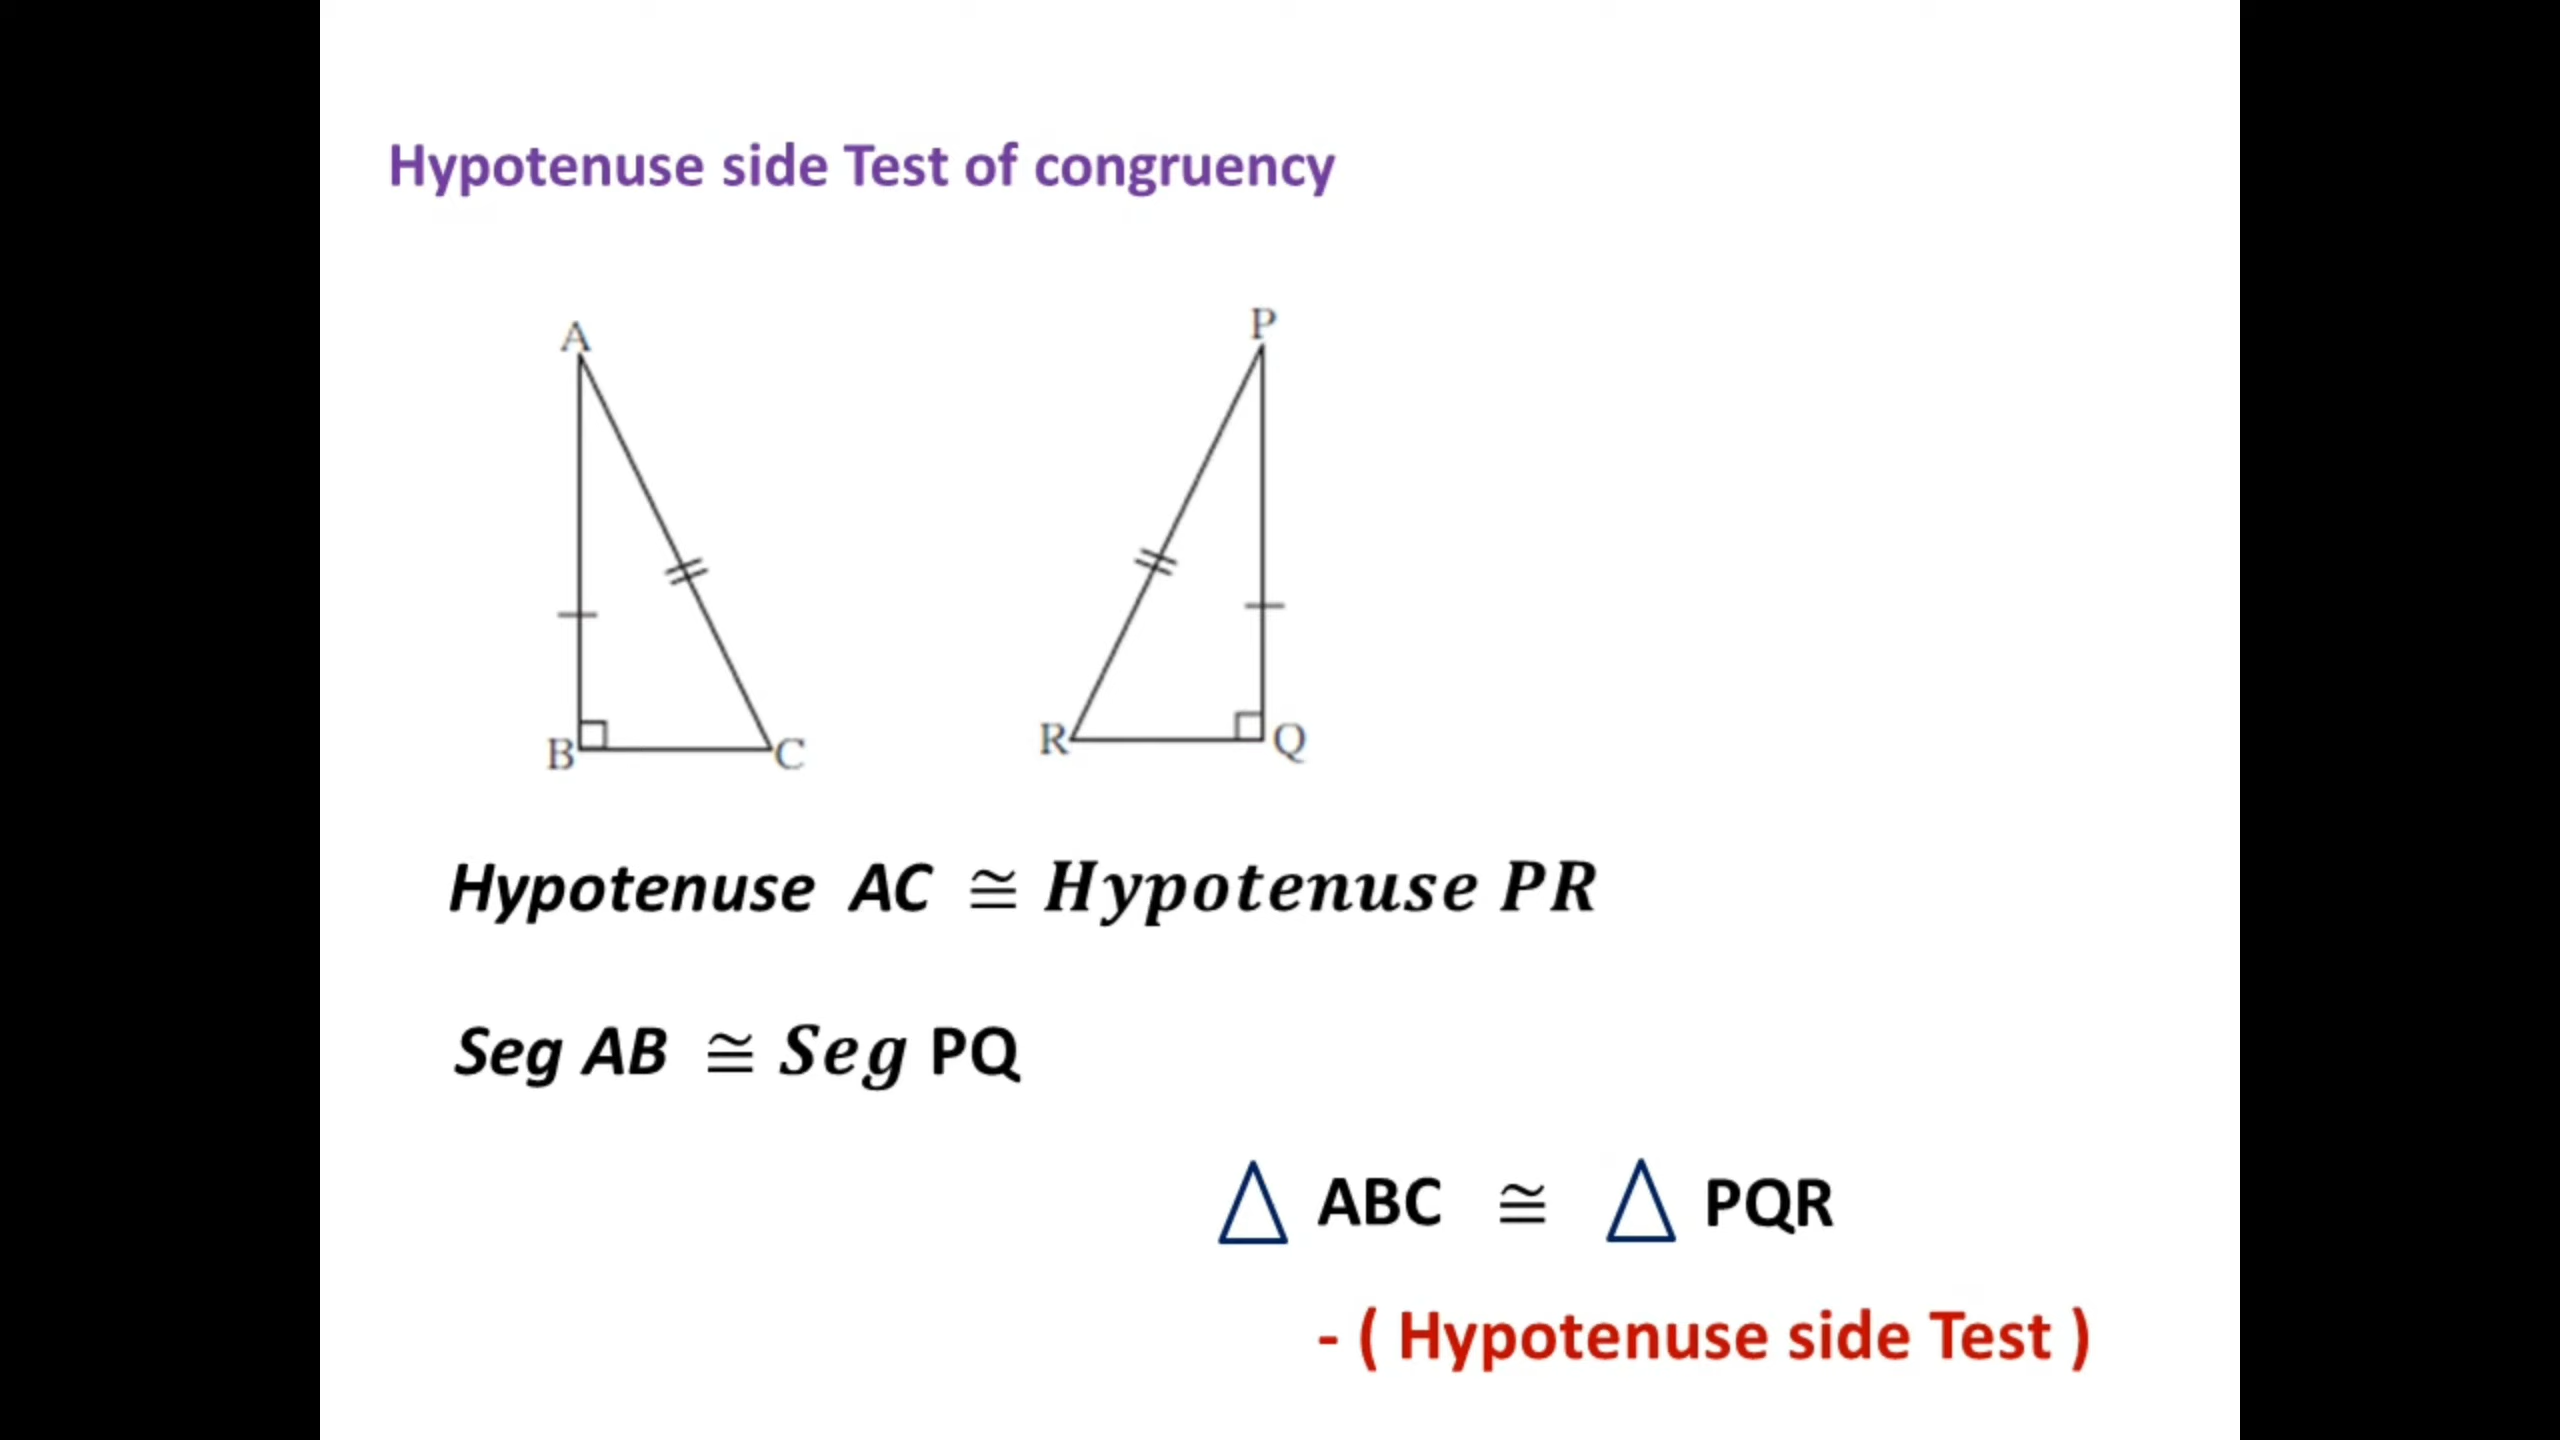 Hypotenuse side Test of congruency
A
P
B
C
R
Q
Hypotenuse AC ≅ Hypotenuse PR
Seg AB ≅ Seg PQ
△ ABC ≅ △ PQR
- ( Hypotenuse side Test )